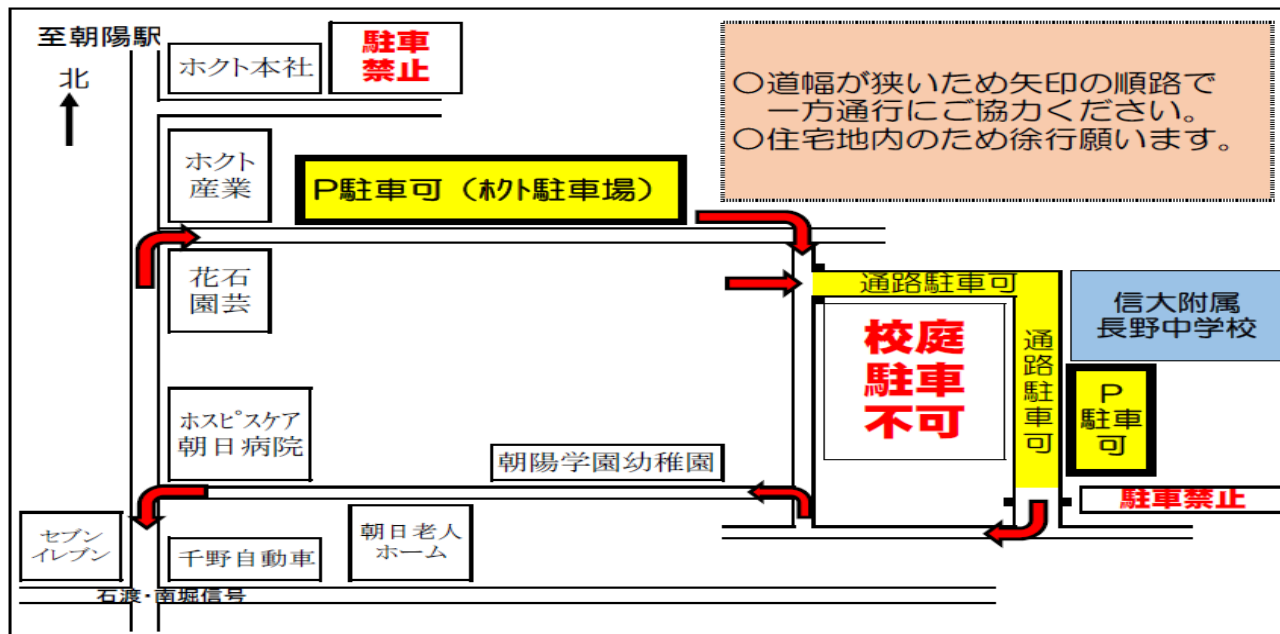 至朝陽駅
北
ホクト本社
駐車
禁止
○道幅が狭いため矢印の順路で
一方通行にご協力ください。
○住宅地内のため徐行願います。
ホクト
産業
P駐車可（ﾎｸﾄ駐車場）
花石
園芸
通路駐車可
信大附属
長野中学校
校庭
駐車
不可
通路駐車可
P
駐車
可
ホスピスケア
朝日病院
朝陽学園幼稚園
駐車禁止
セブン
イレブン
千野自動車
朝日老人
ホーム
石渡・南堀信号